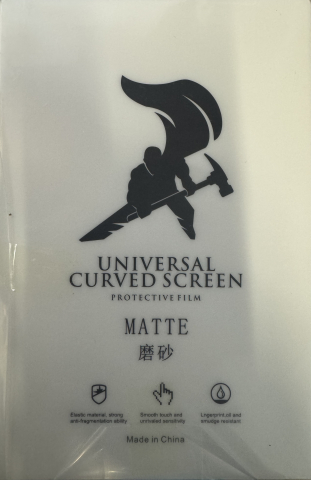 UNIVERSAL
CURVED SCREEN
PROTECTIVE FILM
MATTE
磨砂
Elastic material, strong
anti-fragmentation ability
Smooth touch and
unrivaled sensitivity
Lingerprint,oil and
smudge resistant
Made in China